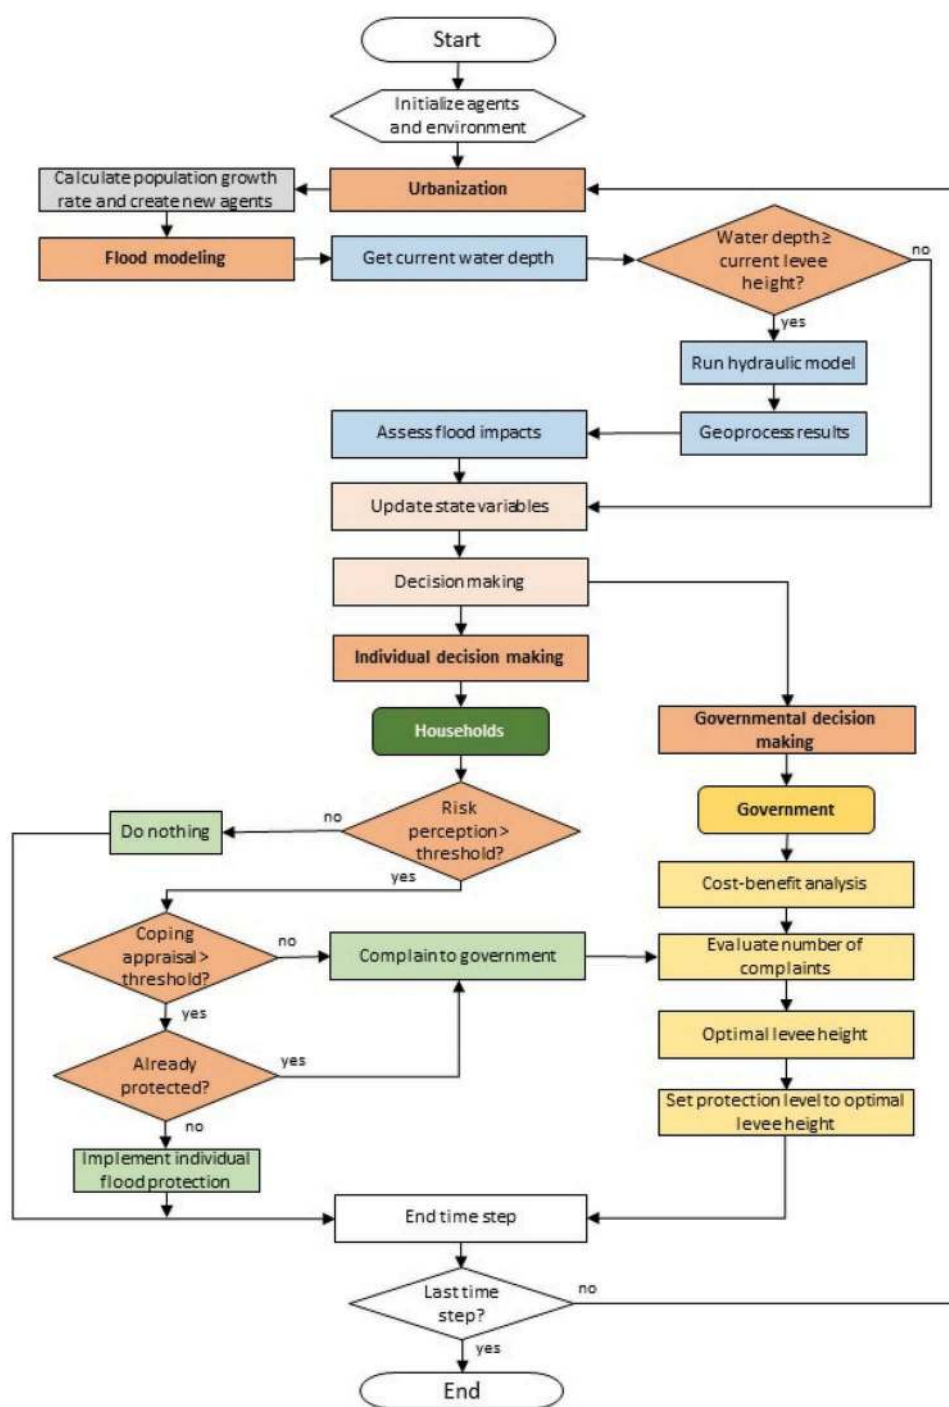 Start
Initialize agents
and environment
Calculate population growth
rate and create new agents
Urbanization
Flood modeling
Get current water depth
Water depth ≥
current levee
height?
no
yes
Run hydraulic model
Assess flood impacts
Geoprocess results
Update state variables
Decision making
Individual decision making
Households
Governmental decision
making
Government
Do nothing
no
Risk
perception >
threshold?
yes
Cost-benefit analysis
Coping
appraisal >
threshold?
no
Complain to government
Evaluate number of
complaints
yes
Optimal levee height
Already
protected?
yes
Set protection level to optimal
levee height
no
Implement individual
flood protection
End time step
Last time
step?
no
yes
End